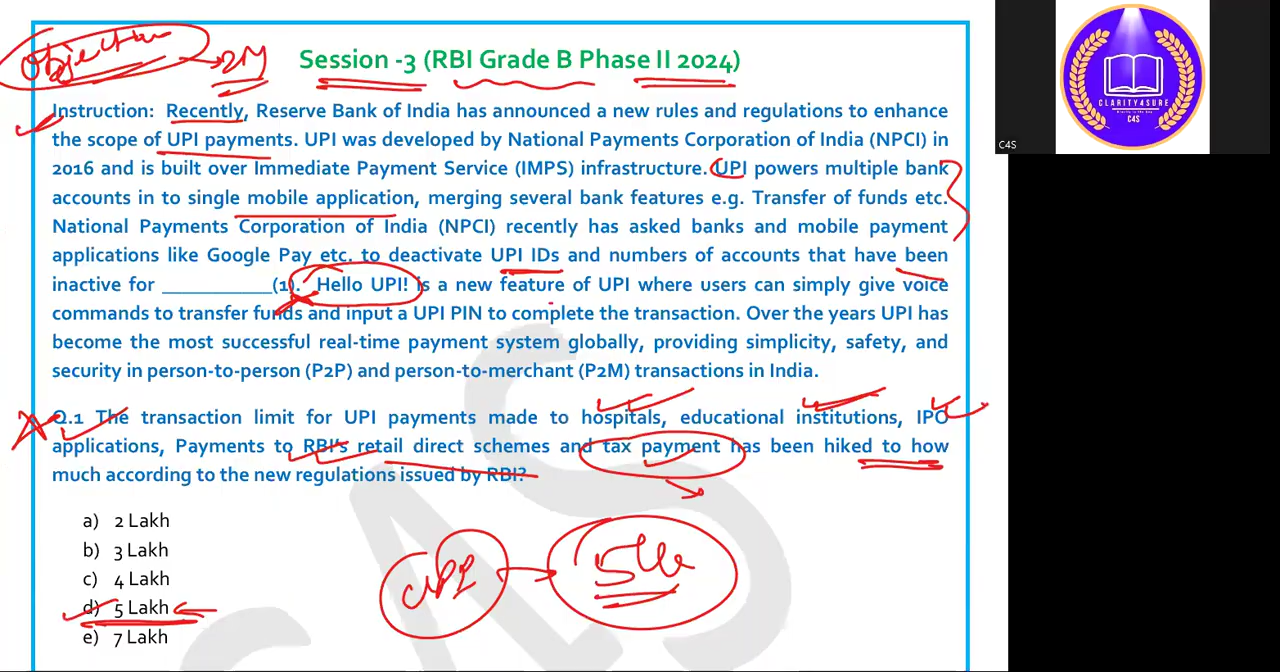 Objective → 2M
Session -3 (RBI Grade B Phase II 2024)
Instruction: Recently, Reserve Bank of India has announced a new rules and regulations to enhance
the scope of UPI payments. UPI was developed by National Payments Corporation of India (NPCI) in
2016 and is built over Immediate Payment Service (IMPS) infrastructure. UPI powers multiple bank
accounts in to single mobile application, merging several bank features e.g. Transfer of funds etc.
National Payments Corporation of India (NPCI) recently has asked banks and mobile payment
applications like Google Pay etc. to deactivate UPI IDs and numbers of accounts that have been
inactive for ___________(1). Hello UPI! is a new feature of UPI where users can simply give voice
commands to transfer funds and input a UPI PIN to complete the transaction. Over the years UPI has
become the most successful real-time payment system globally, providing simplicity, safety, and
security in person-to-person (P2P) and person-to-merchant (P2M) transactions in India.
Q.1 The transaction limit for UPI payments made to hospitals, educational institutions, IPO
applications, Payments to RBI's retail direct schemes and tax payment has been hiked to how
much according to the new regulations issued by RBI?
a) 2 Lakh
b) 3 Lakh
c) 4 Lakh
d) 5 Lakh
e) 7 Lakh
UPI → 5
CLARITY4SURE
C4S
C4S